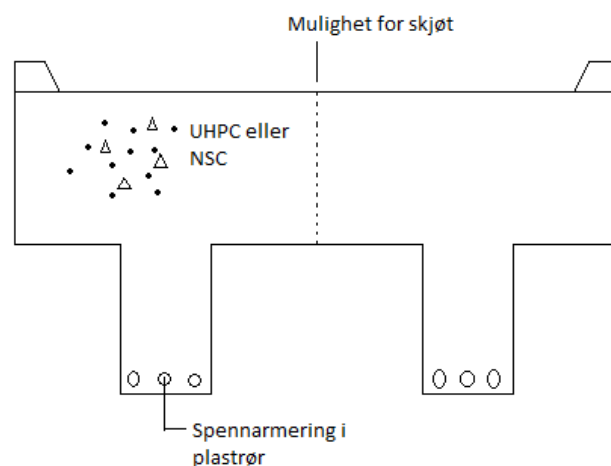 Mulighet for skjøt
UHPC eller
NSC
Spennarmering i
plastrør